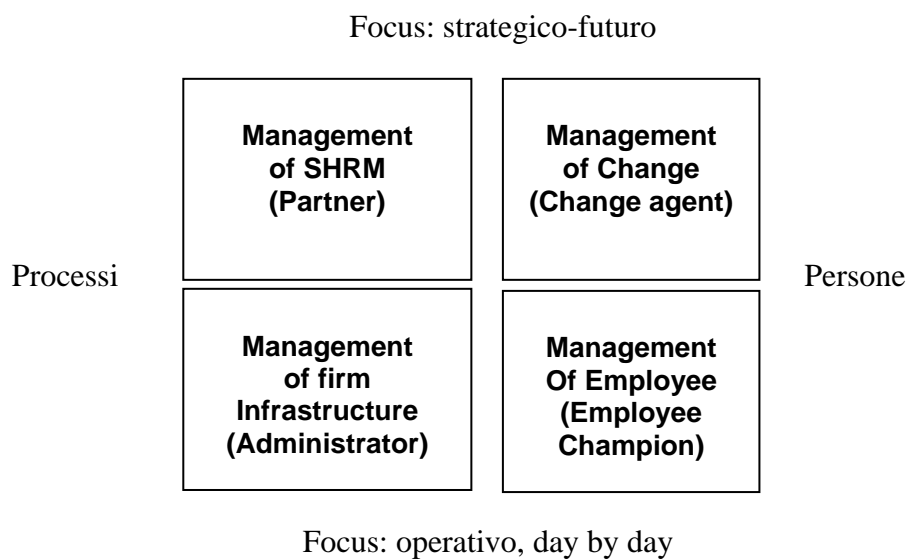 Focus: strategico-futuro
Management
of SHRM
(Partner)
Management
of Change
(Change agent)
Processi
Persone
Management
of firm
Infrastructure
(Administrator)
Management
Of Employee
(Employee
Champion)
Focus: operativo, day by day